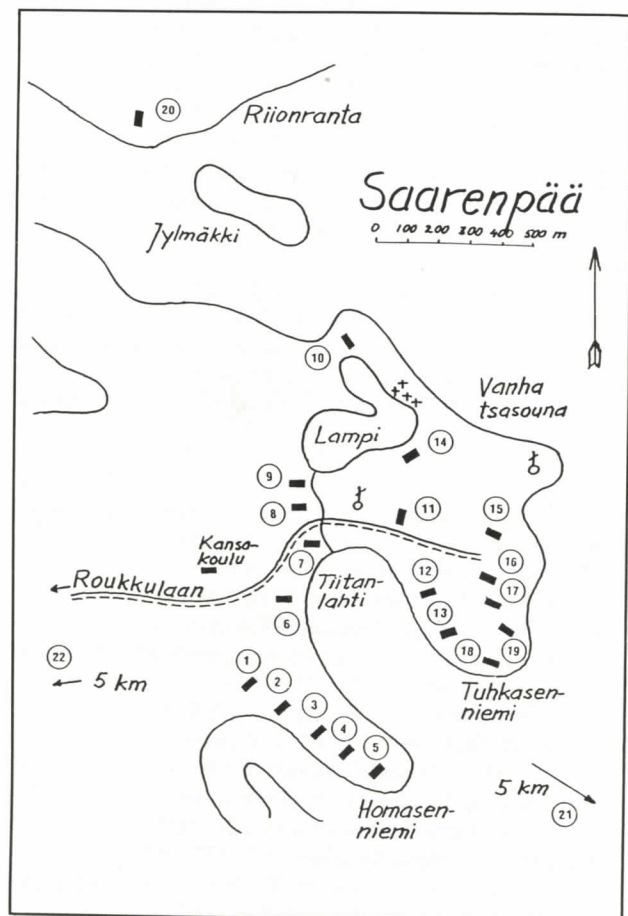 20
Riionranta
Saarenpää
0 100 200 300 400 500 m
Jylmäkki
10
Vanha
tsasouna
Lampi
14
9
8
11
15
Kansa-
koulu
7
Roukkulaan
Tiitan-
lahti
12
16
17
6
13
22
5 km
1
2
3
4
5
18
19
Tuhkasen-
niemi
Homasen-
niemi
5 km
21